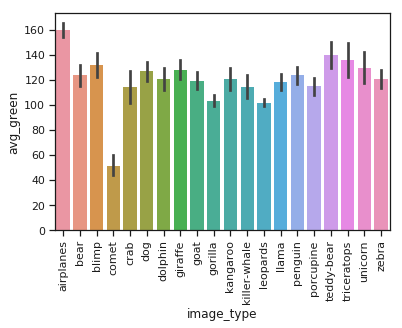 160
140
120
100
80
60
40
20
0
avg_green
airplanes
bear
blimp
comet
crab
dog
dolphin
giraffe
goat
gorilla
kangaroo
killer-whale
leopards
llama
penguin
porcupine
teddy-bear
triceratops
unicorn
zebra
image_type